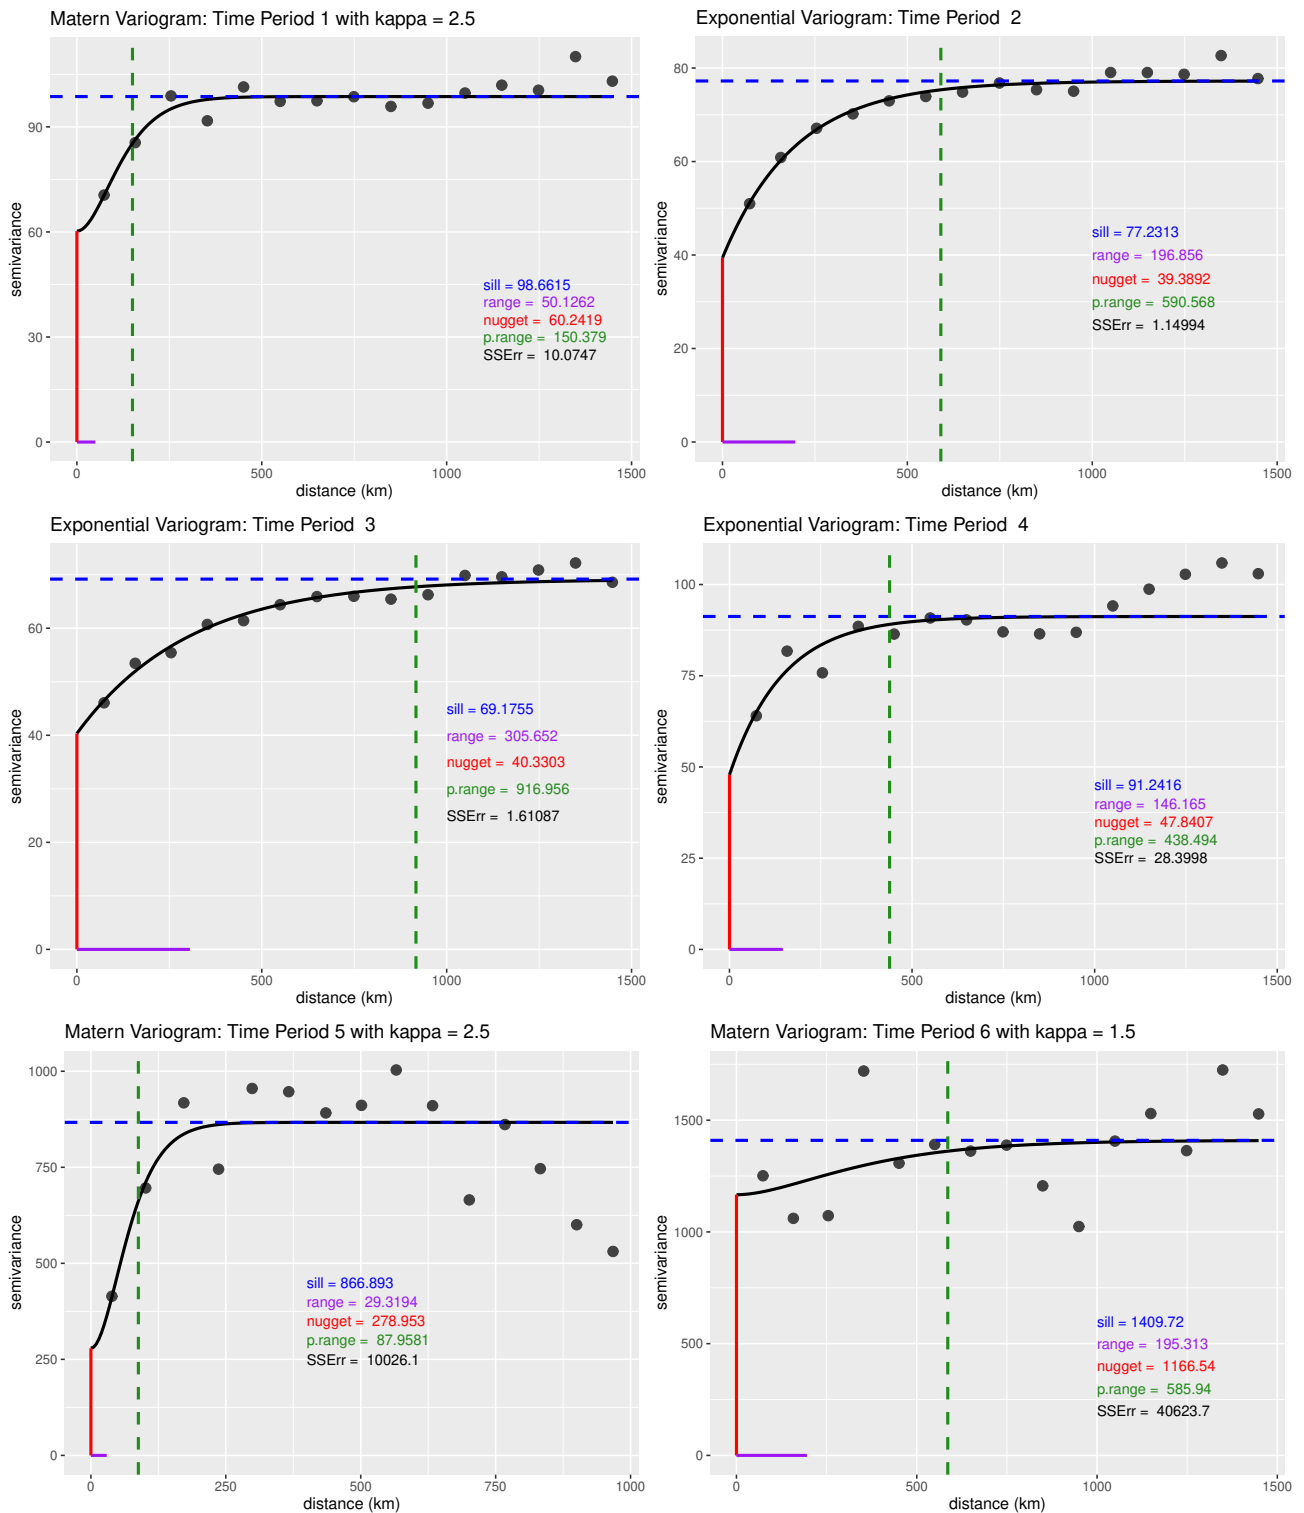 Matern Variogram: Time Period 1 with kappa = 2.5
semivariance
90
60
30
0
sill = 98.6615
range = 50.1262
nugget = 60.2419
p.range = 150.379
SSErr = 10.0747
0 500 1000 1500
distance (km)
Exponential Variogram: Time Period 2
semivariance
80
60
40
20
0
sill = 77.2313
range = 196.856
nugget = 39.3892
p.range = 590.568
SSErr = 1.14994
0 500 1000 1500
distance (km)
Exponential Variogram: Time Period 3
semivariance
60
40
20
0
sill = 69.1755
range = 305.652
nugget = 40.3303
p.range = 916.956
SSErr = 1.61087
0 500 1000 1500
distance (km)
Exponential Variogram: Time Period 4
semivariance
100
75
50
25
0
sill = 91.2416
range = 146.165
nugget = 47.8407
p.range = 438.494
SSErr = 28.3998
0 500 1000 1500
distance (km)
Matern Variogram: Time Period 5 with kappa = 2.5
semivariance
1000
750
500
250
0
sill = 866.893
range = 29.3194
nugget = 278.953
p.range = 87.9581
SSErr = 10026.1
0 250 500 750 1000
distance (km)
Matern Variogram: Time Period 6 with kappa = 1.5
semivariance
1500
1000
500
0
sill = 1409.72
range = 195.313
nugget = 1166.54
p.range = 585.94
SSErr = 40623.7
0 500 1000 1500
distance (km)